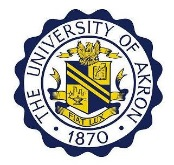 THE UNIVERSITY OF AKRON
FIAT LUX
• 1870 •